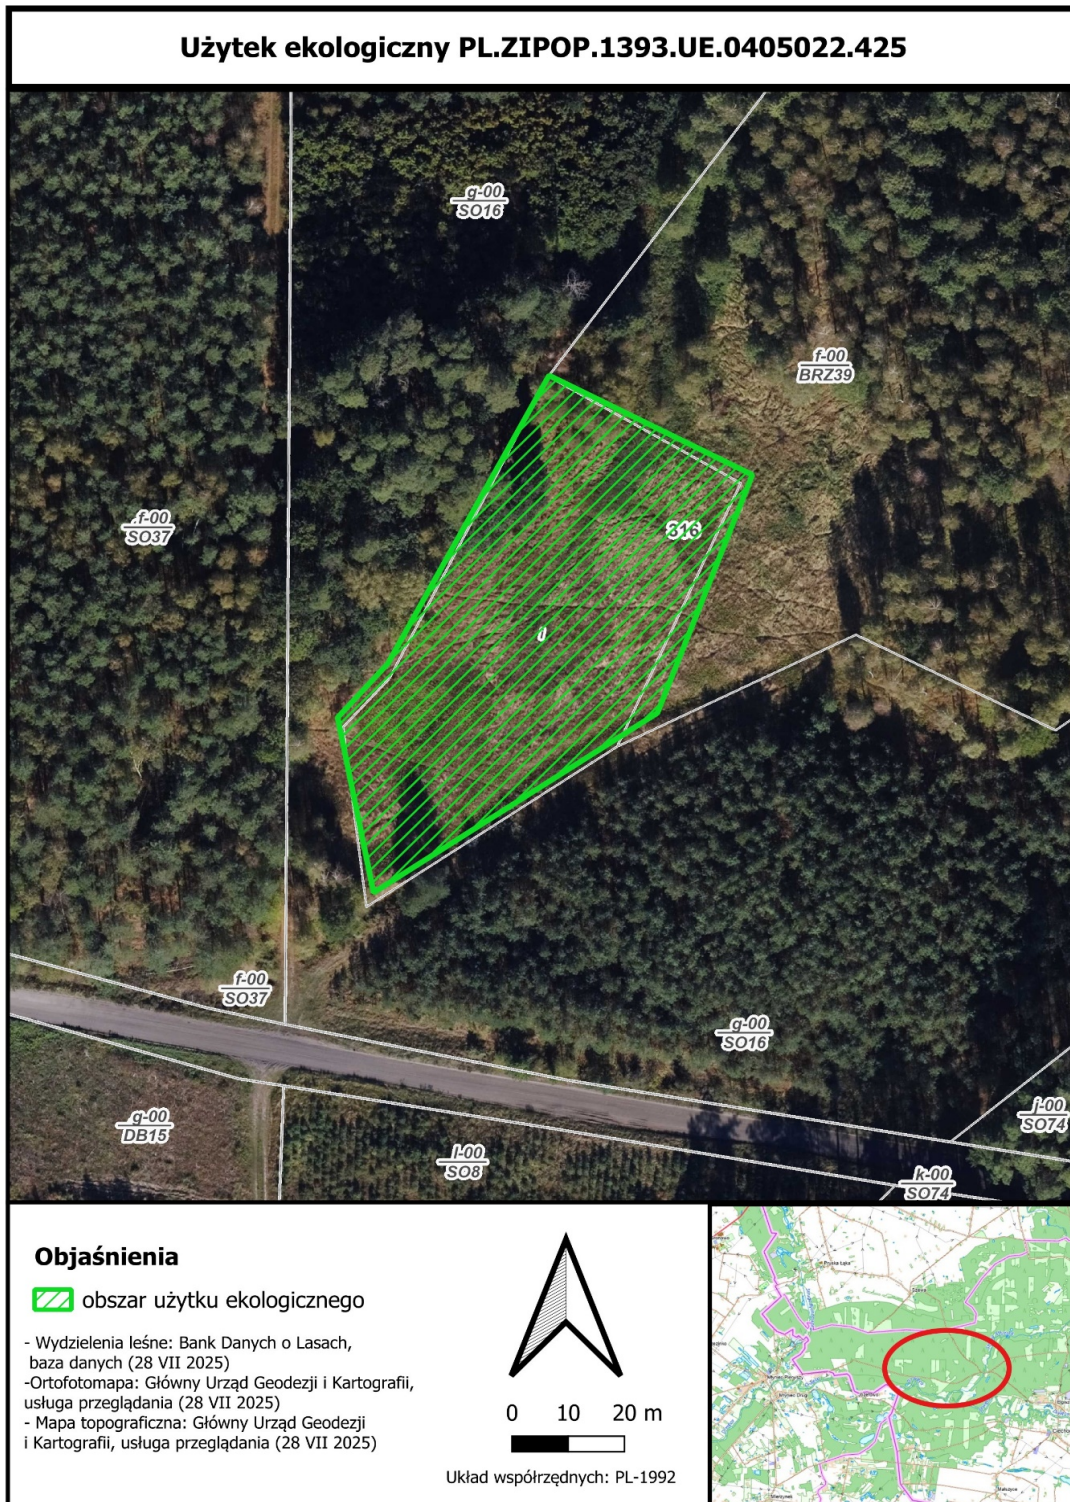 Użytek ekologiczny PL.ZIPOP.1393.UE.0405022.425
g-00
SO16
f-00
BRZ39
f-00
SO37
316
f-00
SO37
g-00
SO16
g-00
DB15
j-00
SO74
l-00
SO8
k-00
SO74
Objaśnienia
obszar użytku ekologicznego
- Wydzielenia leśne: Bank Danych o Lasach,
baza danych (28 VII 2025)
-Ortofotomapa: Główny Urząd Geodezji i Kartografii,
usługa przeglądania (28 VII 2025)
- Mapa topograficzna: Główny Urząd Geodezji
i Kartografii, usługa przeglądania (28 VII 2025)
0 10 20 m
Układ współrzędnych: PL-1992
Pruska Łąka